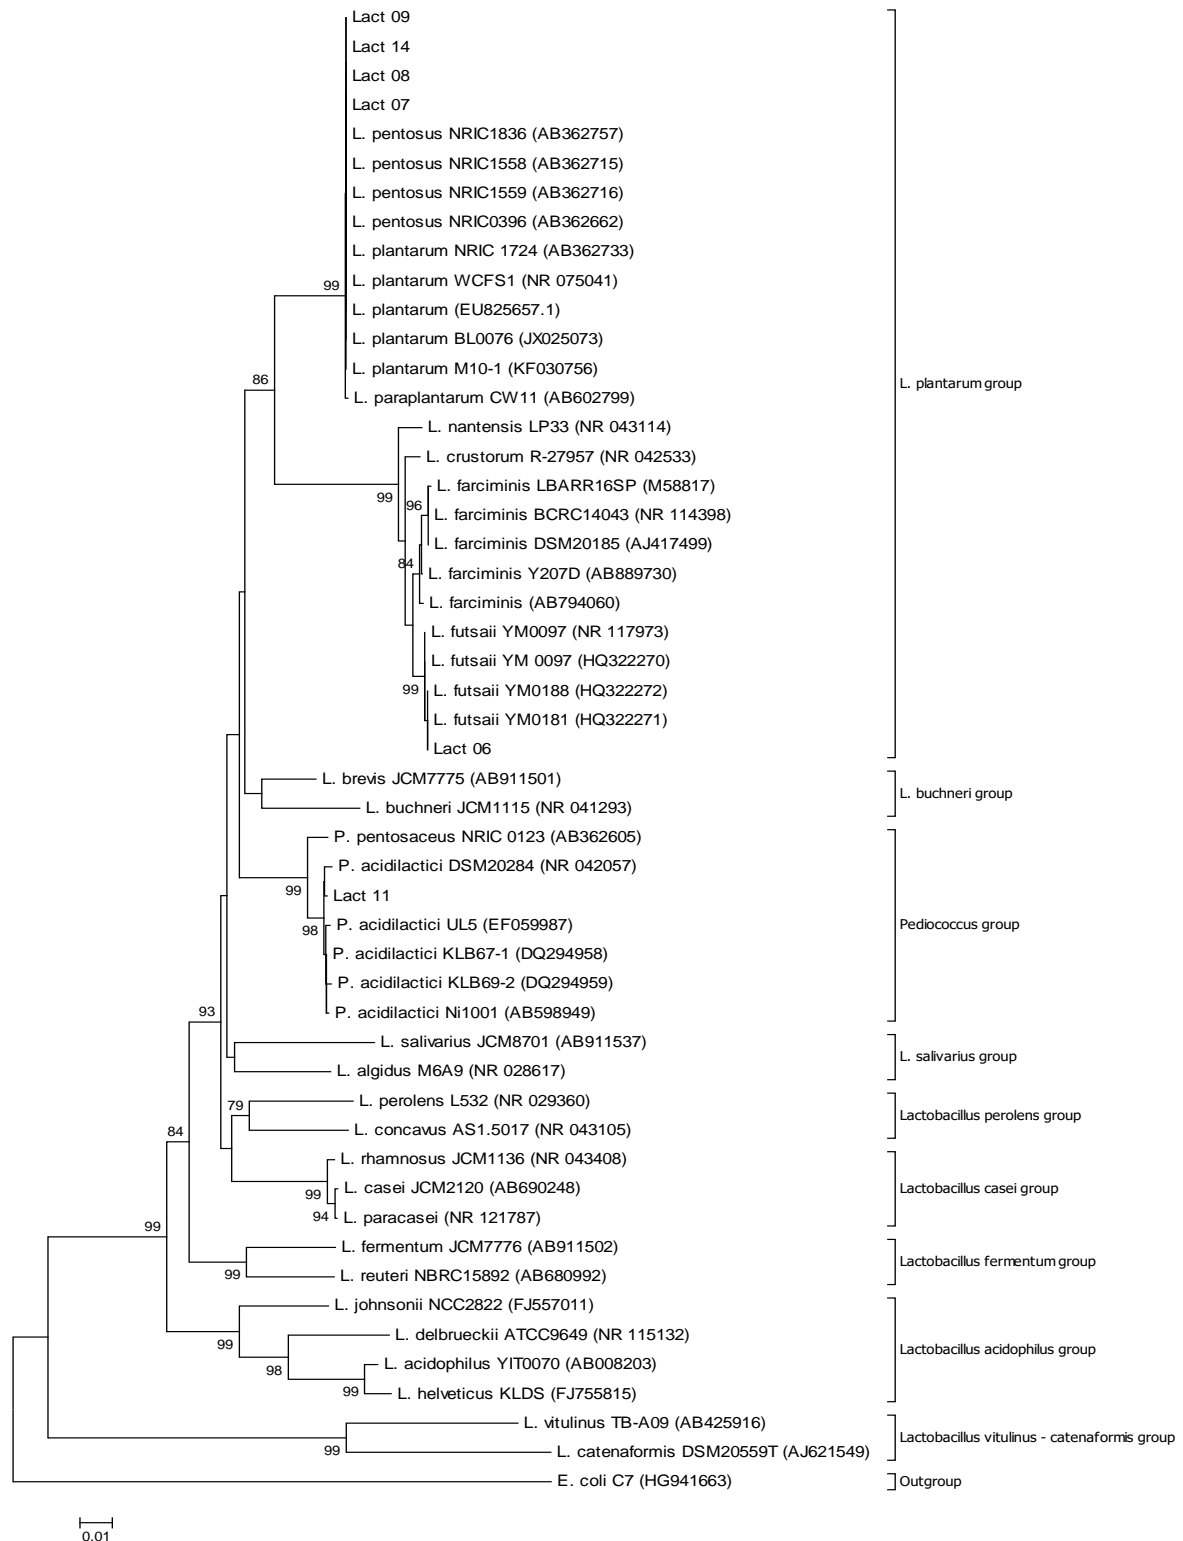 Lact 09
Lact 14
Lact 08
Lact 07
L. pentosus NRIC1836 (AB362757)
L. pentosus NRIC1558 (AB362715)
L. pentosus NRIC1559 (AB362716)
L. pentosus NRIC0396 (AB362662)
L. plantarum NRIC 1724 (AB362733)
L. plantarum WCFS1 (NR 075041)
99
L. plantarum (EU825657.1)
L. plantarum BL0076 (JX025073)
L. plantarum M10-1 (KF030756)
86
L. plantarum group
L. paraplantarum CW11 (AB602799)
L. nantensis LP33 (NR 043114)
L. crustorum R-27957 (NR 042533)
L. farciminis LBARR16SP (M58817)
99
96
L. farciminis BCRC14043 (NR 114398)
L. farciminis DSM20185 (AJ417499)
84
L. farciminis Y207D (AB889730)
L. farciminis (AB794060)
L. futsaii YM0097 (NR 117973)
L. futsaii YM 0097 (HQ322270)
99
L. futsaii YM0188 (HQ322272)
L. futsaii YM0181 (HQ322271)
Lact 06
L. brevis JCM7775 (AB911501)
L. buchneri group
L. buchneri JCM1115 (NR 041293)
P. pentosaceus NRIC 0123 (AB362605)
P. acidilactici DSM20284 (NR 042057)
99
Lact 11
P. acidilactici UL5 (EF059987)
Pediococcus group
98
P. acidilactici KLB67-1 (DQ294958)
P. acidilactici KLB69-2 (DQ294959)
93
P. acidilactici Ni1001 (AB598949)
L. salivarius JCM8701 (AB911537)
L. salivarius group
L. algidus M6A9 (NR 028617)
79
L. perolens L532 (NR 029360)
Lactobacillus perolens group
84
L. concavus AS1.5017 (NR 043105)
L. rhamnosus JCM1136 (NR 043408)
99
L. casei JCM2120 (AB690248)
Lactobacillus casei group
94
L. paracasei (NR 121787)
99
L. fermentum JCM7776 (AB911502)
Lactobacillus fermentum group
99
L. reuteri NBRC15892 (AB680992)
L. johnsonii NCC2822 (FJ557011)
99
L. delbrueckii ATCC9649 (NR 115132)
Lactobacillus acidophilus group
98
L. acidophilus YIT0070 (AB008203)
99
L. helveticus KLDS (FJ755815)
L. vitulinus TB-A09 (AB425916)
Lactobacillus vitulinus - catenaformis group
99
L. catenaformis DSM20559T (AJ621549)
E. coli C7 (HG941663)
Outgroup
0.01